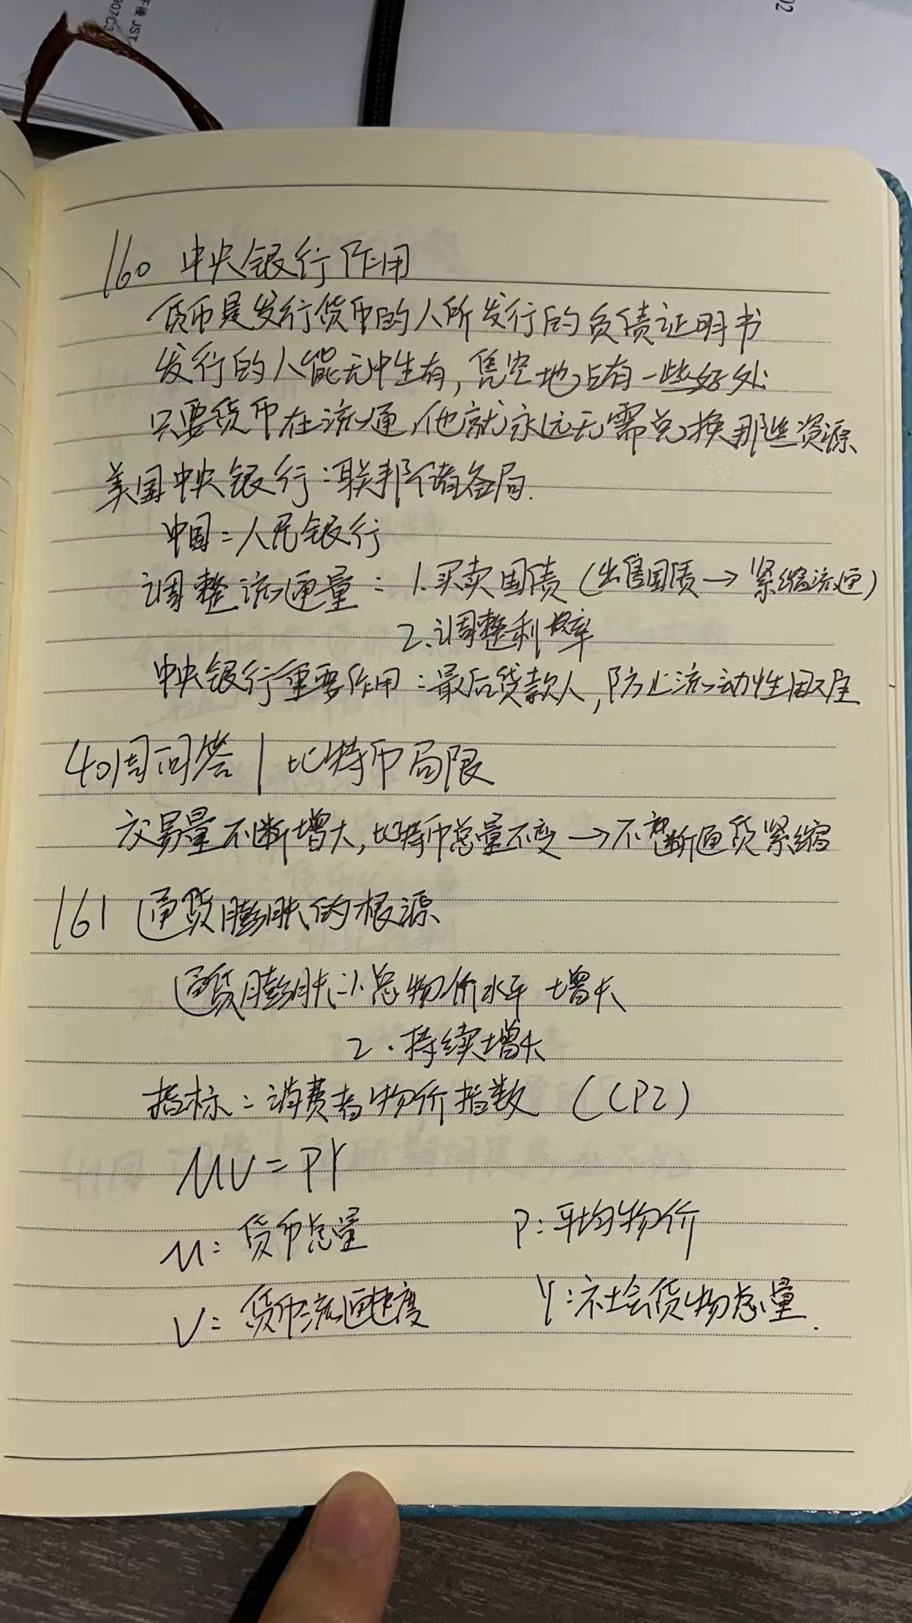 160 中央银行作用
货币是发行货币的人所发行的负债证明书
发行的人能无中生有,凭空地占有一些好处
只要货币在流通,他就永远无需兑换那些资源
美国中央银行:联邦储备局.
中国:人民银行
调整流通量:1.买卖国债(出售国债→紧缩流通)
2.调整利率
中央银行重要作用:最后贷款人,防止流动性困难
40周问答|比特币局限
交易量不断增大,比特币总量不变→不断通货紧缩
161 通货膨胀的根源
通货膨胀:1.总物价水平增长
2.持续增长
指标:消费者物价指数(CPI)
MV=PY
M:货币总量 P:平均物价
V:货币流通速度 Y:社会货物总量.